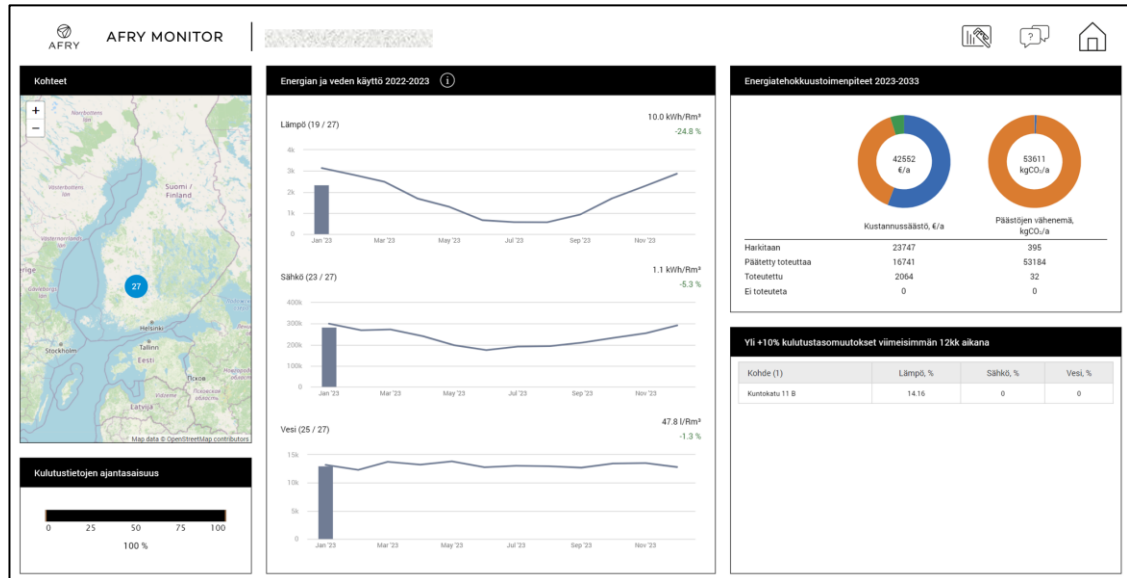 AFRY
AFRY MONITOR
Kohteet
+
−
Suomi /
Finland
Helsinki
Stockholm
Tallinn
Eesti
Latvija
Псков
27
Map data © OpenStreetMap contributors
Kulutustietojen ajantasaisuus
0 25 50 75 100
100 %
Energian ja veden käyttö 2022-2023 i
Lämpö (19 / 27)
10.0 kWh/Rm³
-24.8 %
4k
3k
2k
1k
0
Jan '23 Mar '23 May '23 Jul '23 Sep '23 Nov '23
Sähkö (23 / 27)
1.1 kWh/Rm³
-5.3 %
400k
300k
200k
100k
0
Jan '23 Mar '23 May '23 Jul '23 Sep '23 Nov '23
Vesi (25 / 27)
47.8 l/Rm³
-1.3 %
15k
10k
5k
0
Jan '23 Mar '23 May '23 Jul '23 Sep '23 Nov '23
?
Energiatehokkuustoimenpiteet 2023-2033
42552
€/a
53611
kgCO₂/a
Kustannussäästö, €/a
Päästöjen vähenemä,
kgCO₂/a
Harkitaan 23747 395
Päätetty toteuttaa 16741 53184
Toteutettu 2064 32
Ei toteuteta 0 0
Yli +10% kulutustasomuutokset viimeisimmän 12kk aikana
Kohde (1) Lämpö, % Sähkö, % Vesi, %
Kuntokatu 11 B 14.16 0 0